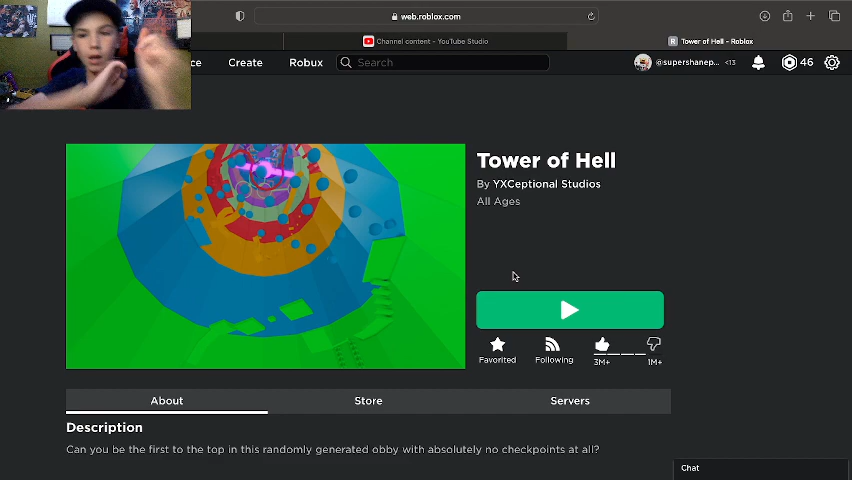 web.roblox.com
Channel content - YouTube Studio
R Tower of Hell - Roblox
ce Create Robux Search @supershanep... <13 46
Tower of Hell
By YXCeptional Studios
All Ages
Favorited Following 3M+ 1M+
About Store Servers
Description
Can you be the first to the top in this randomly generated obby with absolutely no checkpoints at all?
Chat